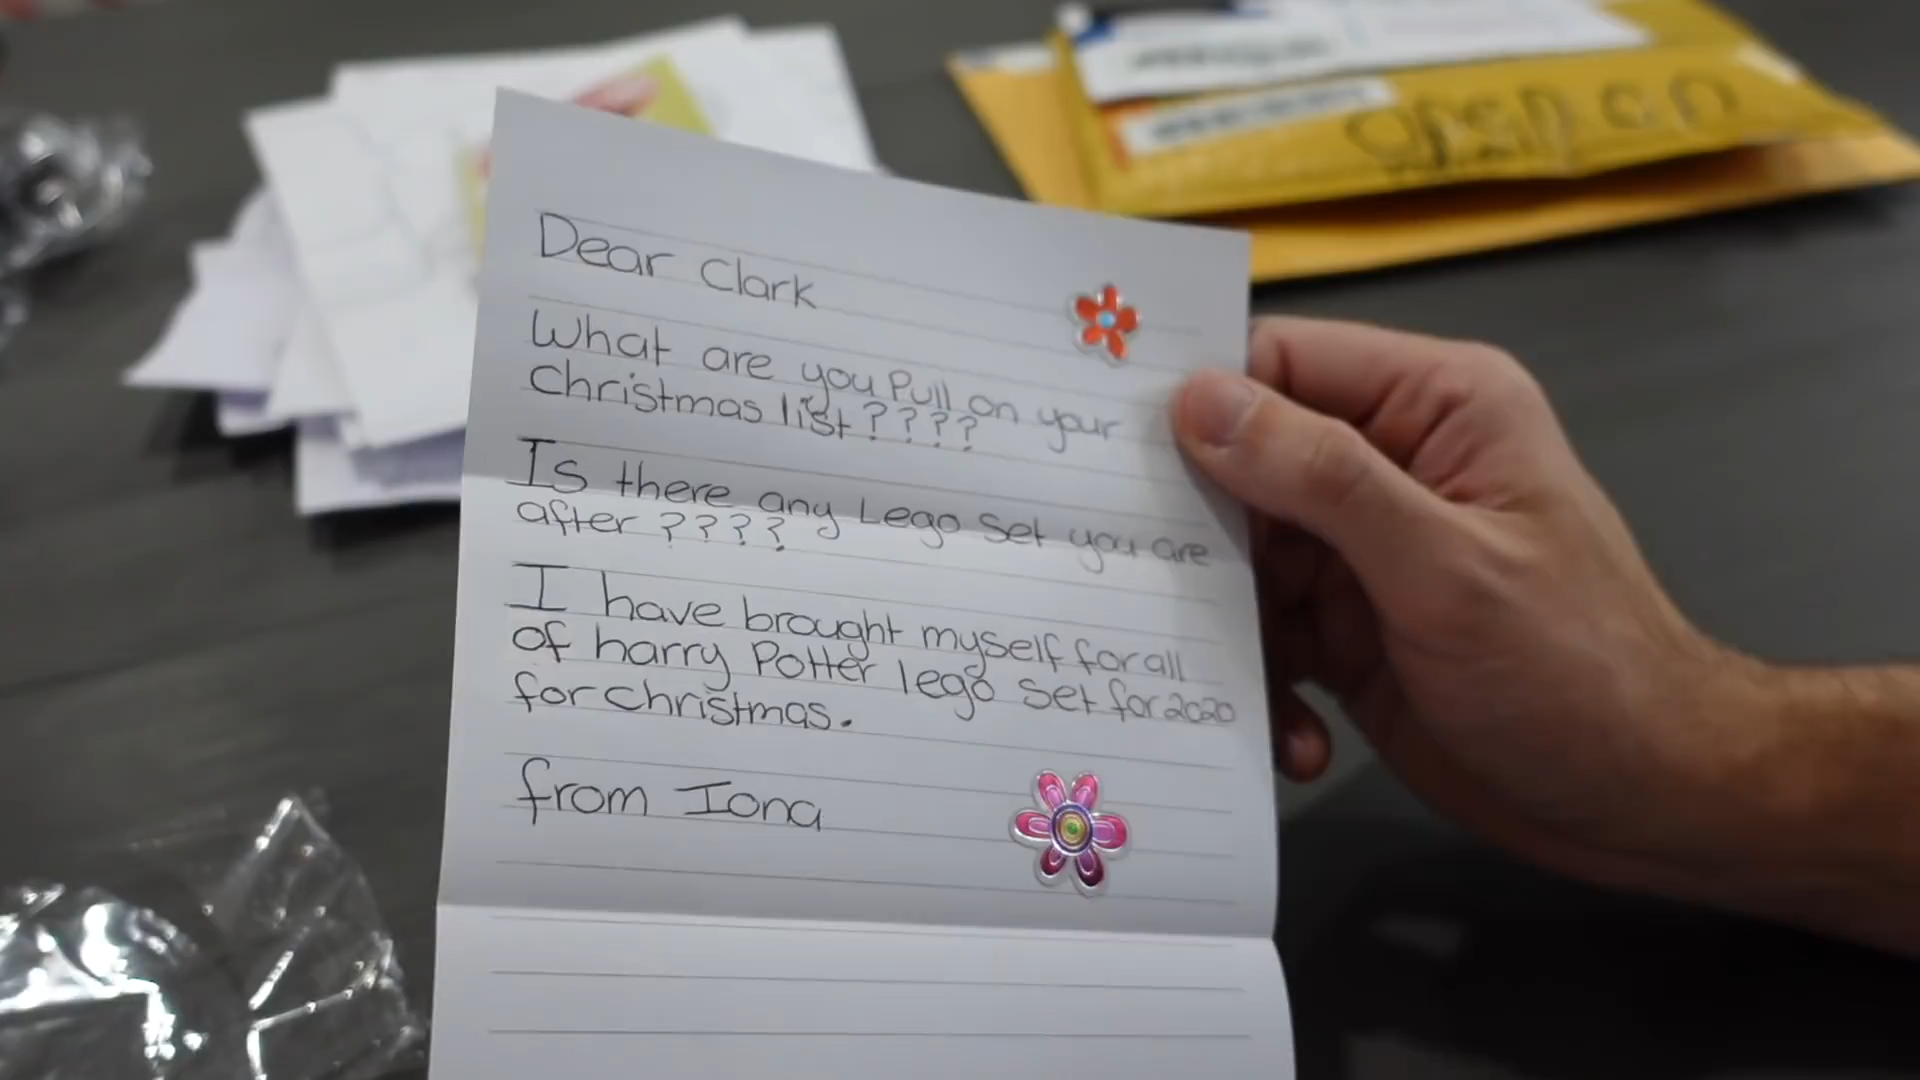 Dear Clark
What are you Pull on your
Christmas list????
Is there any Lego Set you are
after????
I have brought myself for all
of harry Potter lego Set for 2020
for Christmas.
from Iona